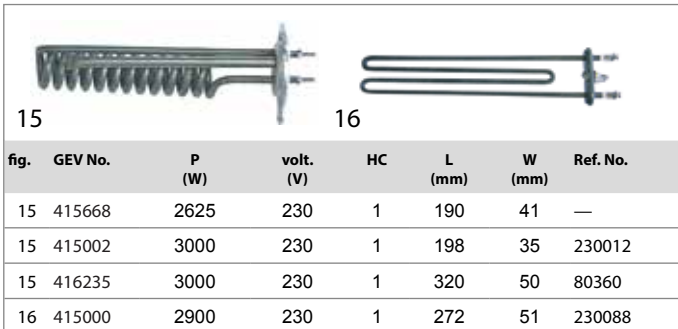 15 16
fig. GEV No. P (W) volt. (V) HC L (mm) W (mm) Ref. No.
15 415668 2625 230 1 190 41 —
15 415002 3000 230 1 198 35 230012
15 416235 3000 230 1 320 50 80360
16 415000 2900 230 1 272 51 230088